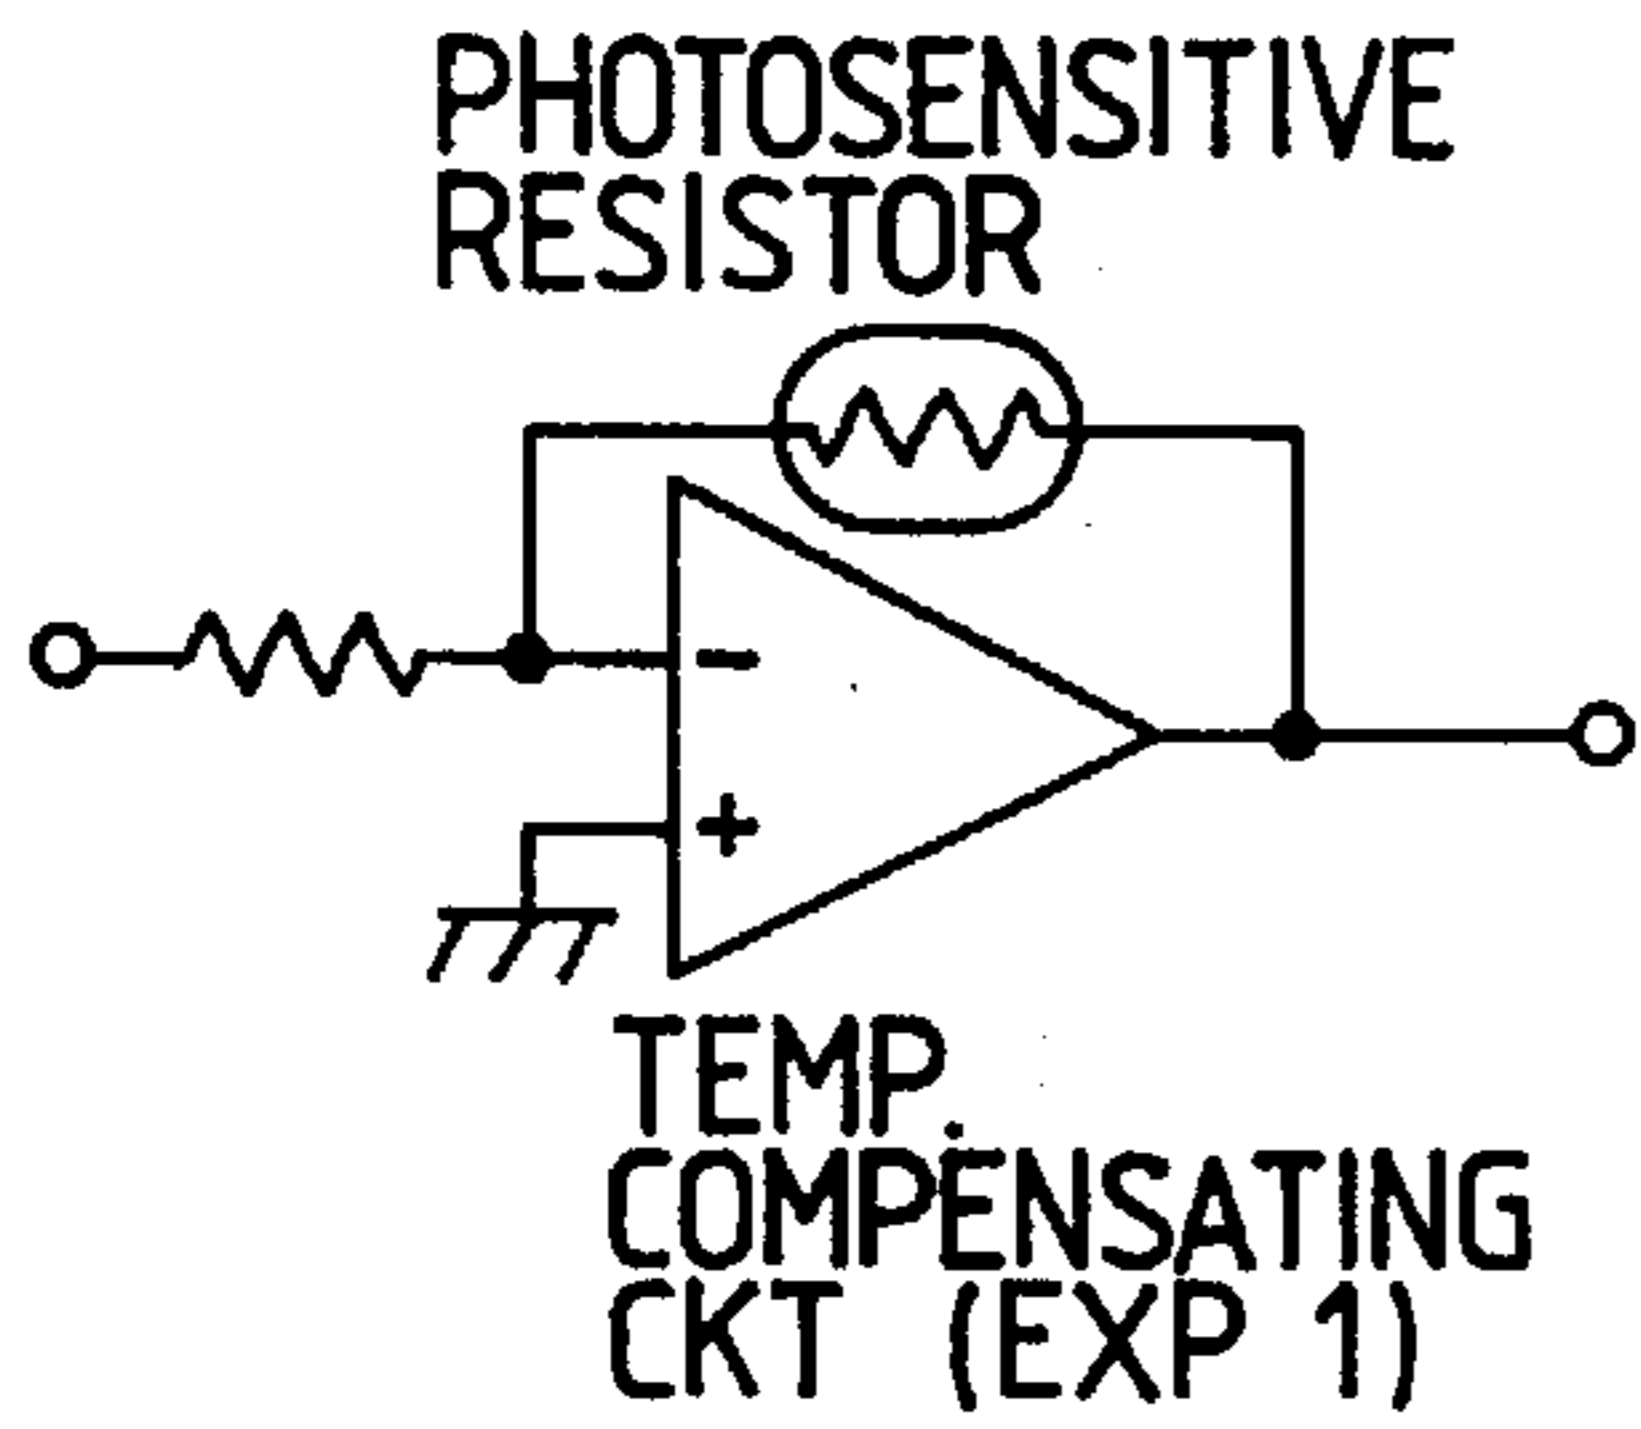 PHOTOSENSITIVE
RESISTOR
-
+
TEMP.
COMPENSATING
CKT (EXP 1)